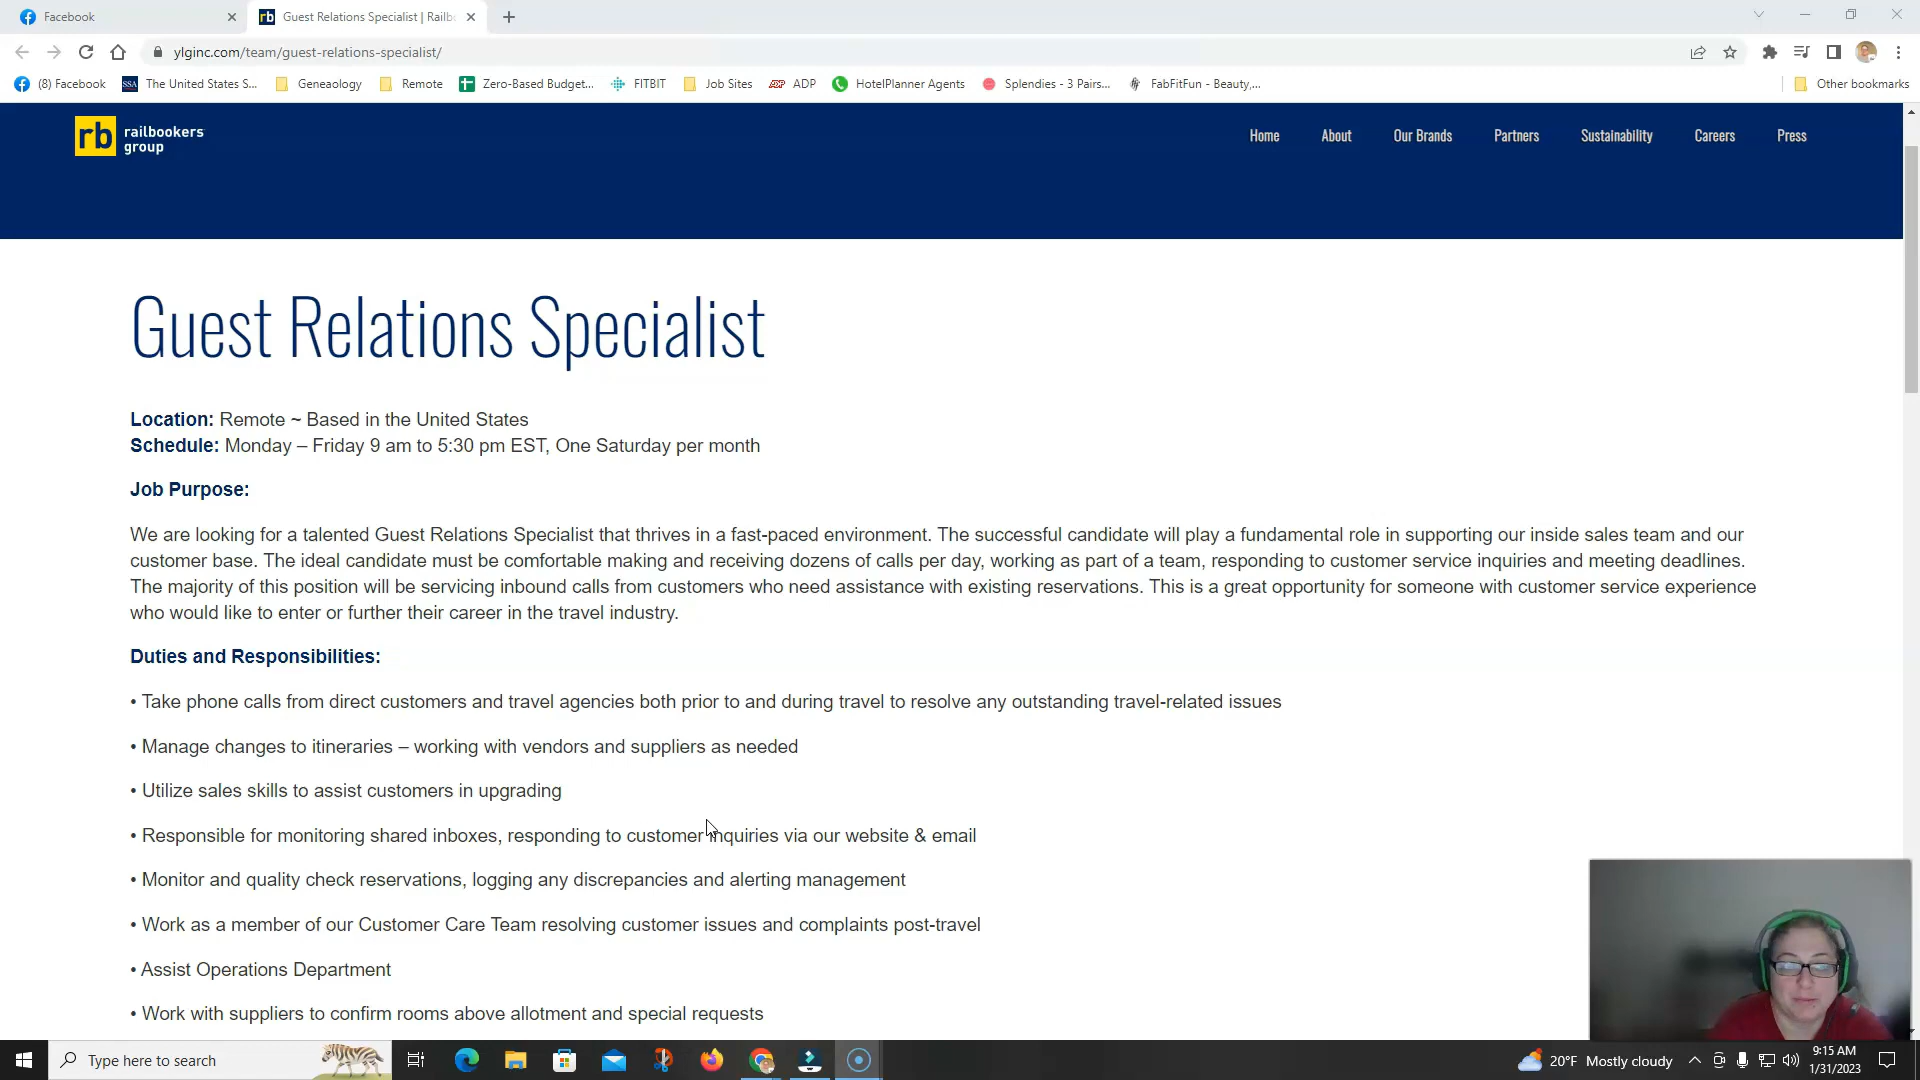 Facebook
Guest Relations Specialist | Railb
ylginc.com/team/guest-relations-specialist/
(8) Facebook
SSA
The United States S...
Geneaology
Remote
Zero-Based Budget...
FITBIT
Job Sites
ADP
HotelPlanner Agents
Splendies - 3 Pairs...
FabFitFun - Beauty,...
Other bookmarks
rb railbookers group
Home
About
Our Brands
Partners
Sustainability
Careers
Press
Guest Relations Specialist
Location: Remote ~ Based in the United States
Schedule: Monday – Friday 9 am to 5:30 pm EST, One Saturday per month
Job Purpose:
We are looking for a talented Guest Relations Specialist that thrives in a fast-paced environment. The successful candidate will play a fundamental role in supporting our inside sales team and our
customer base. The ideal candidate must be comfortable making and receiving dozens of calls per day, working as part of a team, responding to customer service inquiries and meeting deadlines.
The majority of this position will be servicing inbound calls from customers who need assistance with existing reservations. This is a great opportunity for someone with customer service experience
who would like to enter or further their career in the travel industry.
Duties and Responsibilities:
• Take phone calls from direct customers and travel agencies both prior to and during travel to resolve any outstanding travel-related issues
• Manage changes to itineraries – working with vendors and suppliers as needed
• Utilize sales skills to assist customers in upgrading
• Responsible for monitoring shared inboxes, responding to customer inquiries via our website & email
• Monitor and quality check reservations, logging any discrepancies and alerting management
• Work as a member of our Customer Care Team resolving customer issues and complaints post-travel
• Assist Operations Department
• Work with suppliers to confirm rooms above allotment and special requests
Type here to search
20°F Mostly cloudy
9:15 AM
1/31/2023